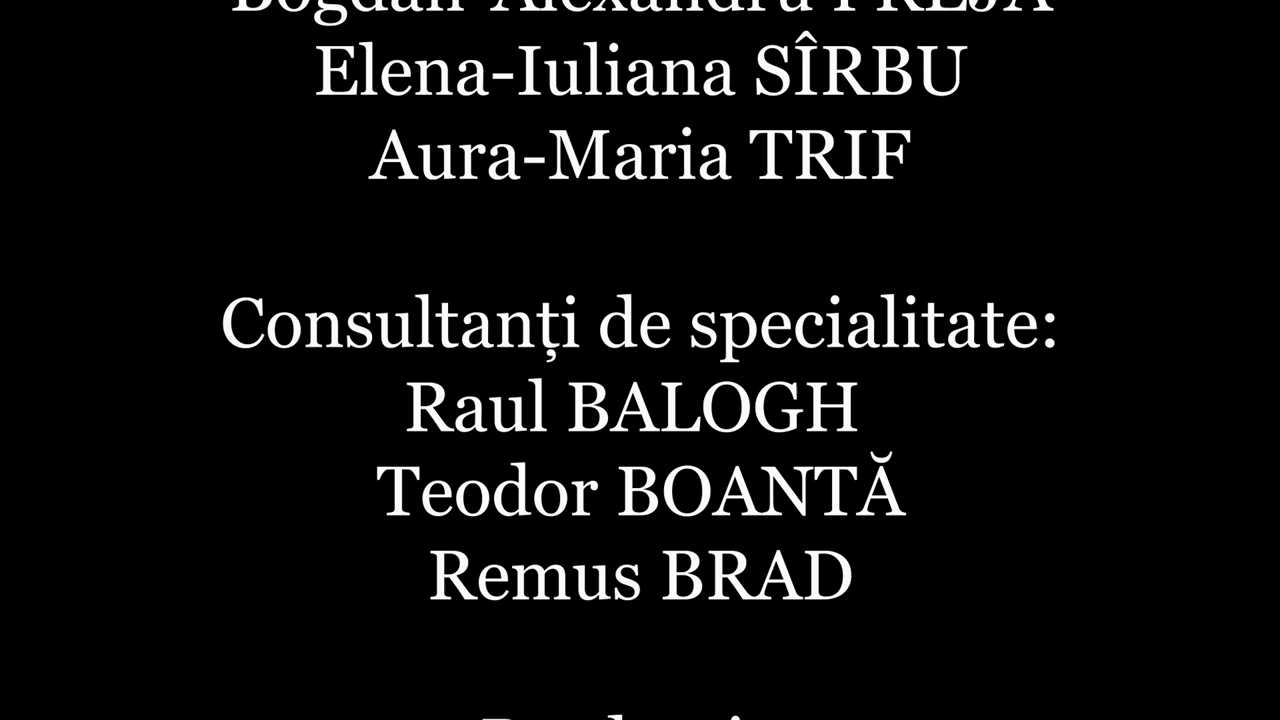 Elena-Iuliana SÎRBU
Aura-Maria TRIF
Consultanți de specialitate:
Raul BALOGH
Teodor BOANTĂ
Remus BRAD